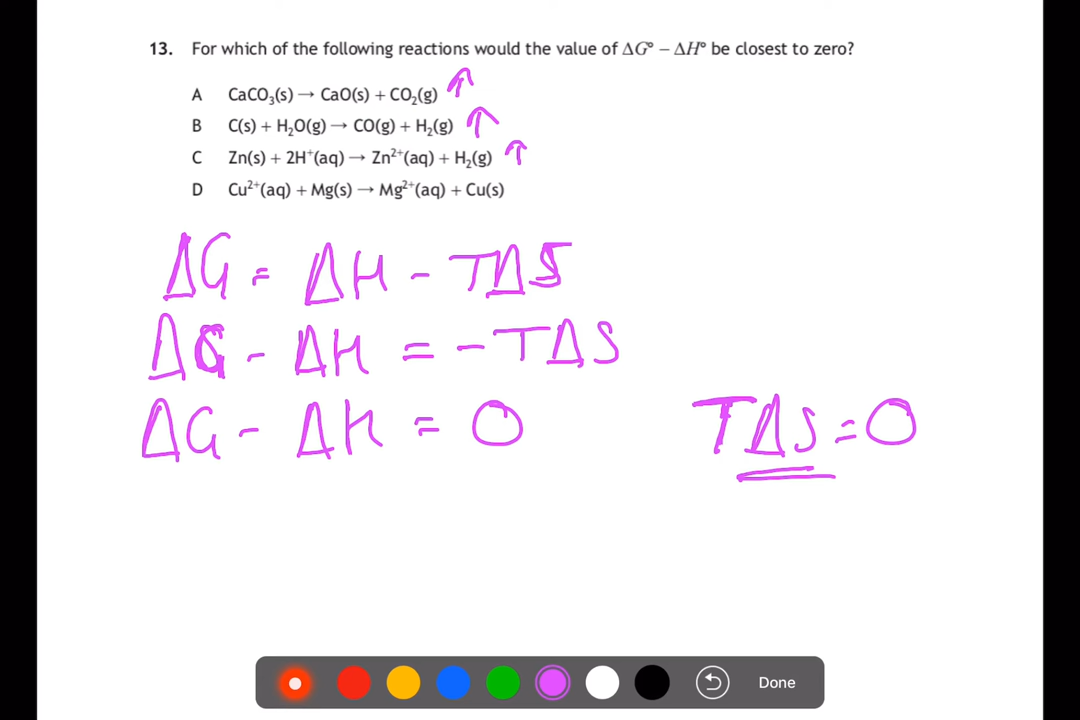 13. For which of the following reactions would the value of ΔG° − ΔH° be closest to zero?
A CaCO₃(s) → CaO(s) + CO₂(g) ↑
B C(s) + H₂O(g) → CO(g) + H₂(g) ↑
C Zn(s) + 2H⁺(aq) → Zn²⁺(aq) + H₂(g) ↑
D Cu²⁺(aq) + Mg(s) → Mg²⁺(aq) + Cu(s)
ΔG = ΔH - TΔS
ΔG - ΔH = -TΔS
ΔG - ΔH = 0 TΔS = 0
Done